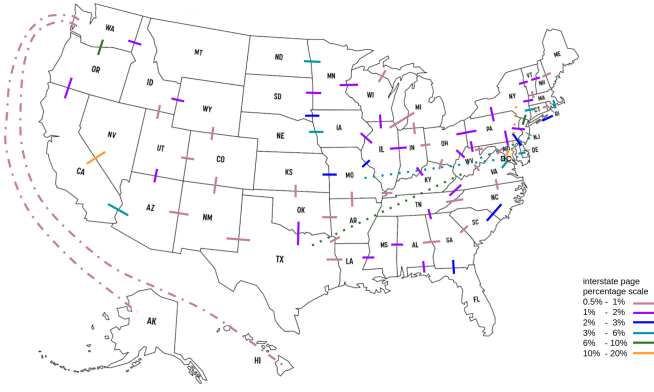 WA
MT
ND
ME
OR
ID
MN
VT
NH
SD
WI
NY
MA
WY
MI
CT
RI
NV
NE
IA
PA
UT
IL
IN
OH
NJ
CO
DE
CA
KS
MO
WV
KY
VA
AZ
NM
OK
AR
TN
NC
SC
TX
LA
MS
AL
GA
FL
AK
HI
interstate page
percentage scale
0.5% - 1%
1% - 2%
2% - 3%
3% - 6%
6% - 10%
10% - 20%